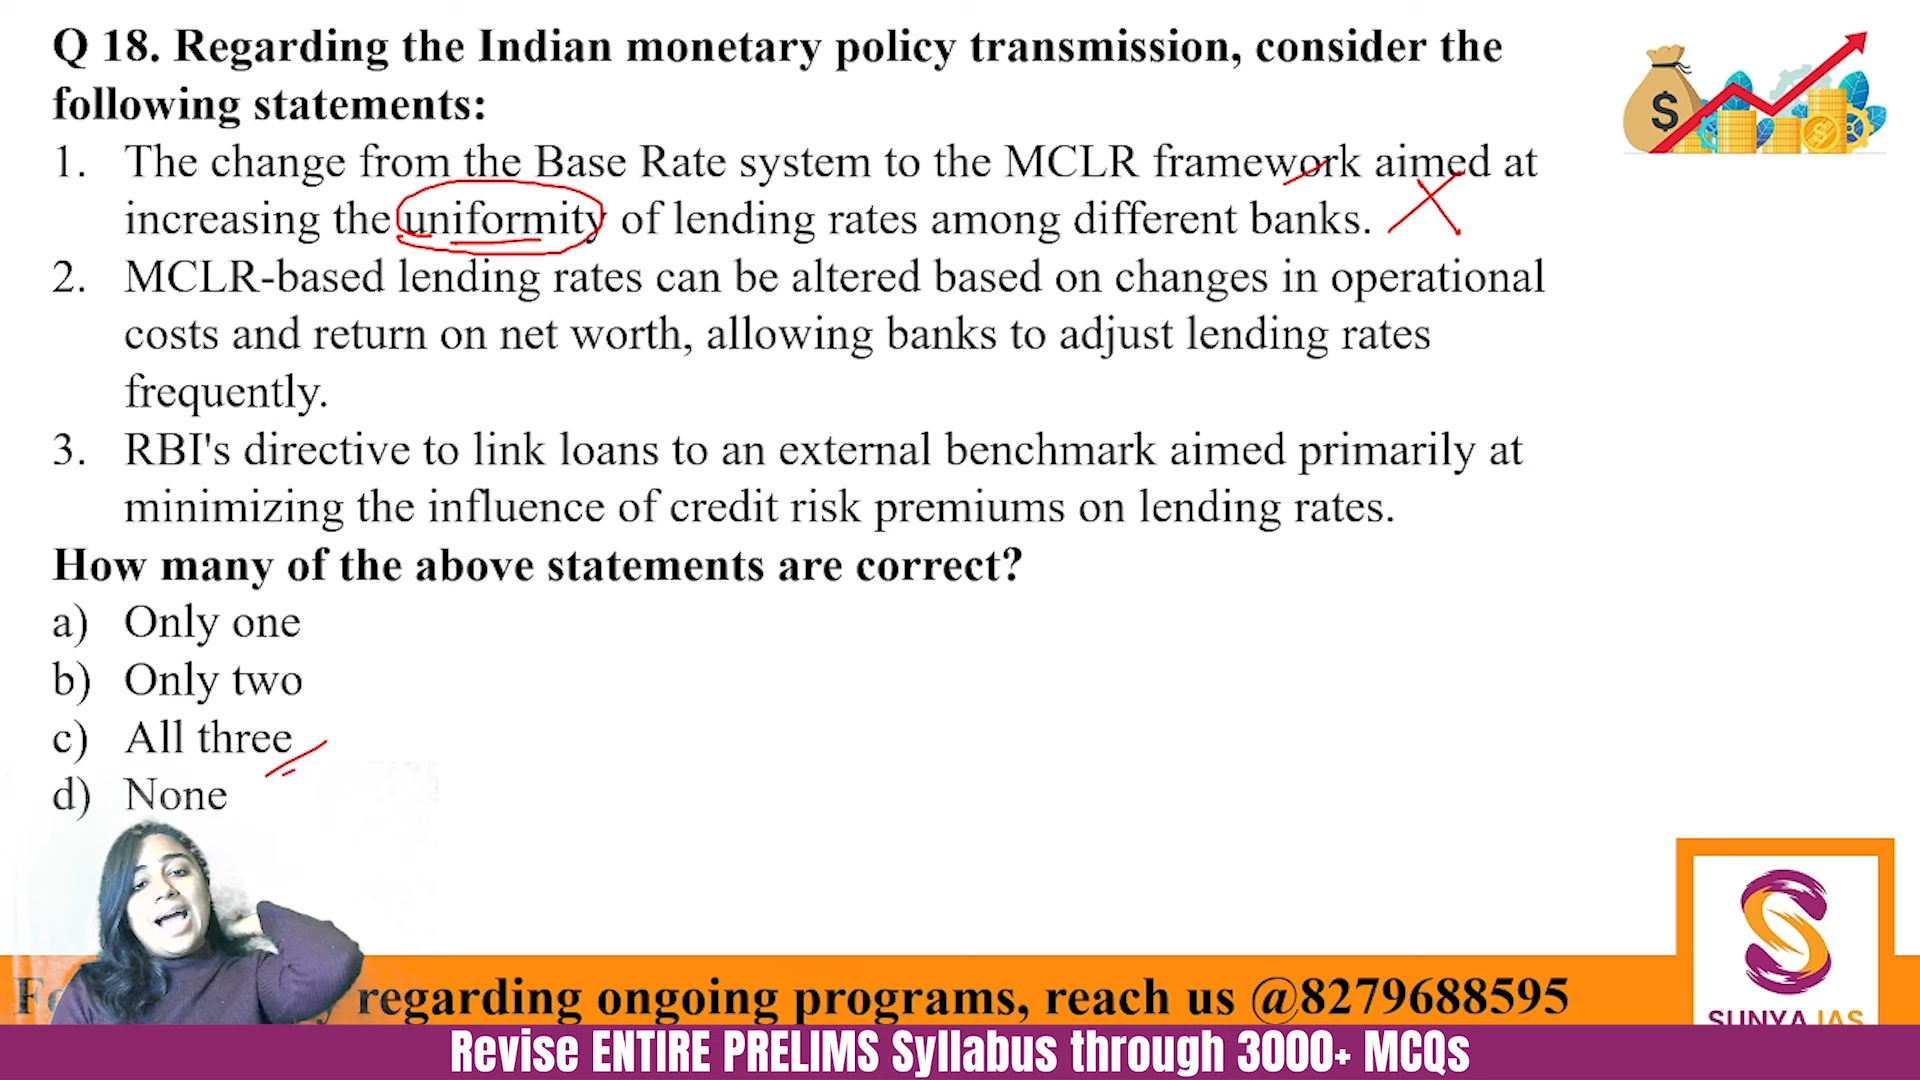 Q 18. Regarding the Indian monetary policy transmission, consider the
following statements:
1. The change from the Base Rate system to the MCLR framework aimed at
increasing the uniformity of lending rates among different banks.
2. MCLR-based lending rates can be altered based on changes in operational
costs and return on net worth, allowing banks to adjust lending rates
frequently.
3. RBI's directive to link loans to an external benchmark aimed primarily at
minimizing the influence of credit risk premiums on lending rates.
How many of the above statements are correct?
a) Only one
b) Only two
c) All three
d) None
$
regarding ongoing programs, reach us @8279688595
SUNYA IAS
Revise ENTIRE PRELIMS Syllabus through 3000+ MCQs